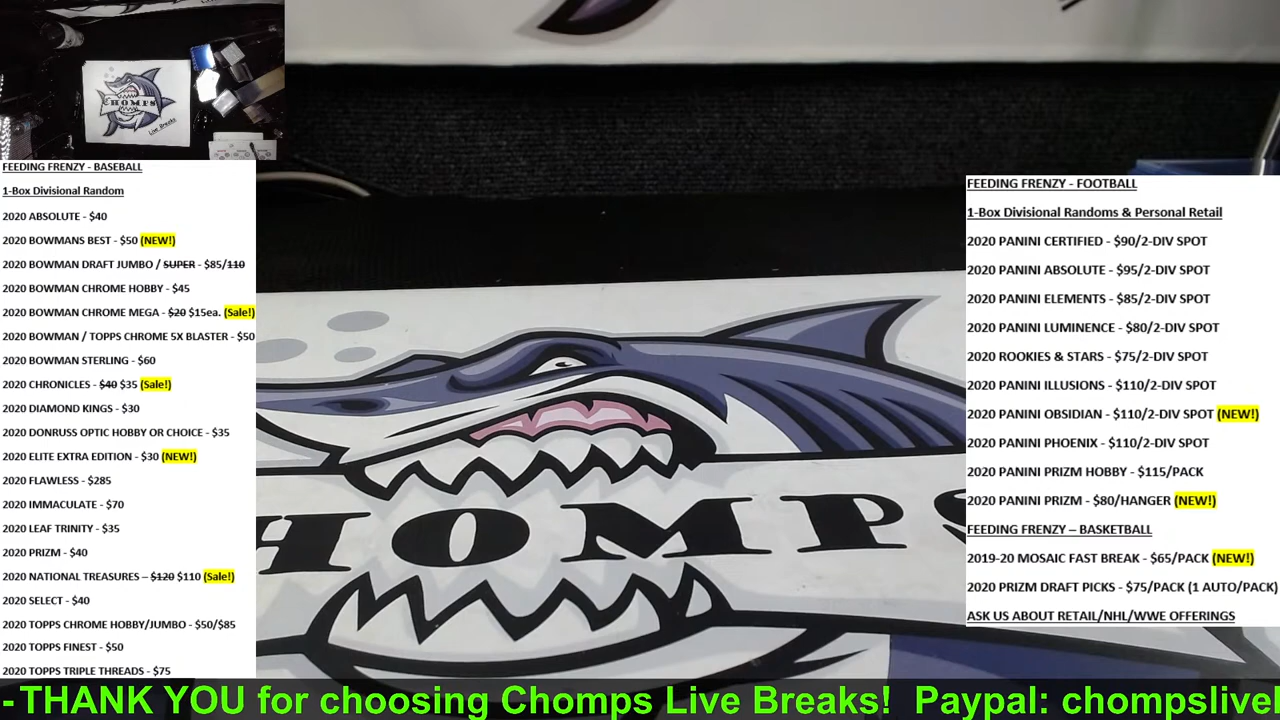 CHOMPS
Live Breaks
FEEDING FRENZY - BASEBALL
1-Box Divisional Random
2020 ABSOLUTE - $40
2020 BOWMANS BEST - $50 (NEW!)
2020 BOWMAN DRAFT JUMBO / SUPER - $85/110
2020 BOWMAN CHROME HOBBY - $45
2020 BOWMAN CHROME MEGA - $20 $15ea. (Sale!)
2020 BOWMAN / TOPPS CHROME 5X BLASTER - $50
2020 BOWMAN STERLING - $60
2020 CHRONICLES - $40 $35 (Sale!)
2020 DIAMOND KINGS - $30
2020 DONRUSS OPTIC HOBBY OR CHOICE - $35
2020 ELITE EXTRA EDITION - $30 (NEW!)
2020 FLAWLESS - $285
2020 IMMACULATE - $70
2020 LEAF TRINITY - $35
2020 PRIZM - $40
2020 NATIONAL TREASURES – $120 $110 (Sale!)
2020 SELECT - $40
2020 TOPPS CHROME HOBBY/JUMBO - $50/$85
2020 TOPPS FINEST - $50
2020 TOPPS TRIPLE THREADS - $75
HOMPS
FEEDING FRENZY - FOOTBALL
1-Box Divisional Randoms & Personal Retail
2020 PANINI CERTIFIED - $90/2-DIV SPOT
2020 PANINI ABSOLUTE - $95/2-DIV SPOT
2020 PANINI ELEMENTS - $85/2-DIV SPOT
2020 PANINI LUMINENCE - $80/2-DIV SPOT
2020 ROOKIES & STARS - $75/2-DIV SPOT
2020 PANINI ILLUSIONS - $110/2-DIV SPOT
2020 PANINI OBSIDIAN - $110/2-DIV SPOT (NEW!)
2020 PANINI PHOENIX - $110/2-DIV SPOT
2020 PANINI PRIZM HOBBY - $115/PACK
2020 PANINI PRIZM - $80/HANGER (NEW!)
FEEDING FRENZY – BASKETBALL
2019-20 MOSAIC FAST BREAK - $65/PACK (NEW!)
2020 PRIZM DRAFT PICKS - $75/PACK (1 AUTO/PACK)
ASK US ABOUT RETAIL/NHL/WWE OFFERINGS
-THANK YOU for choosing Chomps Live Breaks! Paypal: chompslivel